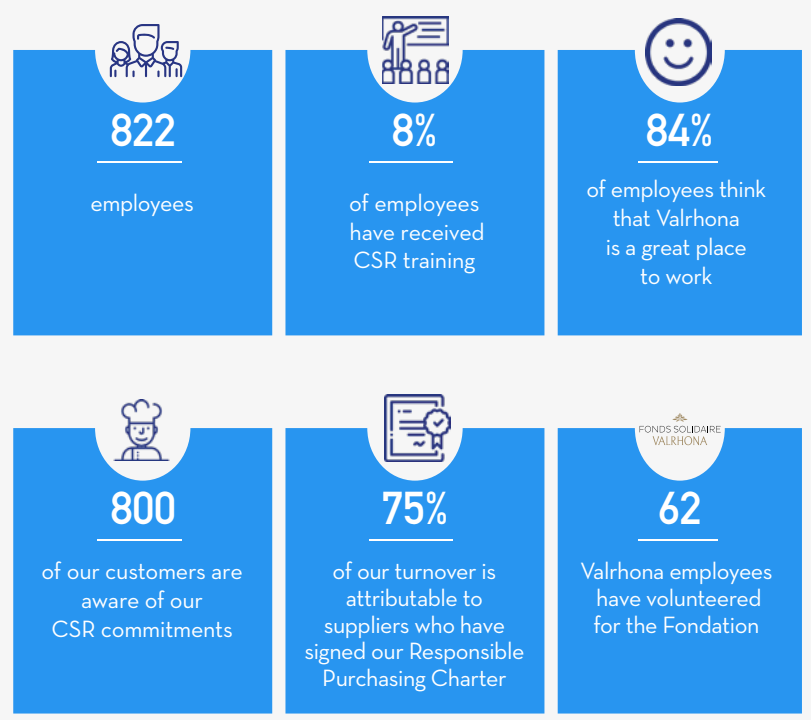 822
employees
8%
of employees
have received
CSR training
84%
of employees think
that Valrhona
is a great place
to work
800
of our customers are
aware of our
CSR commitments
75%
of our turnover is
attributable to
suppliers who have
signed our Responsible
Purchasing Charter
FONDS SOLIDAIRE
VALRHONA
62
Valrhona employees
have volunteered
for the Fondation